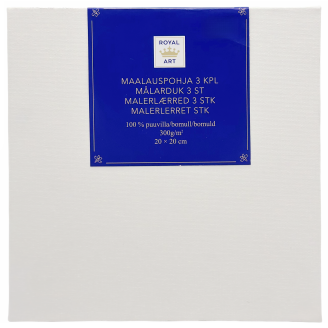 ROYAL
ART
MAALAUSPOHJA 3 KPL
MÅLARDUK 3 ST
MALERLÆRRED 3 STK
MALERLERRET STK
100 % puuvilla/bomull/bomuld
300g/m²
20 × 20 cm